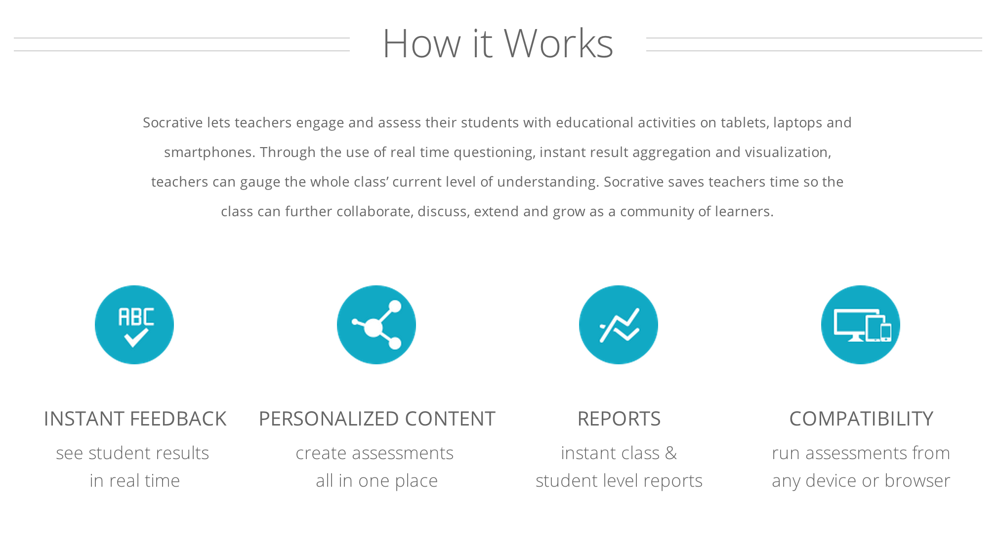 How it Works
Socrative lets teachers engage and assess their students with educational activities on tablets, laptops and
smartphones. Through the use of real time questioning, instant result aggregation and visualization,
teachers can gauge the whole class’ current level of understanding. Socrative saves teachers time so the
class can further collaborate, discuss, extend and grow as a community of learners.
ABC
INSTANT FEEDBACK
see student results
in real time
PERSONALIZED CONTENT
create assessments
all in one place
REPORTS
instant class &
student level reports
COMPATIBILITY
run assessments from
any device or browser